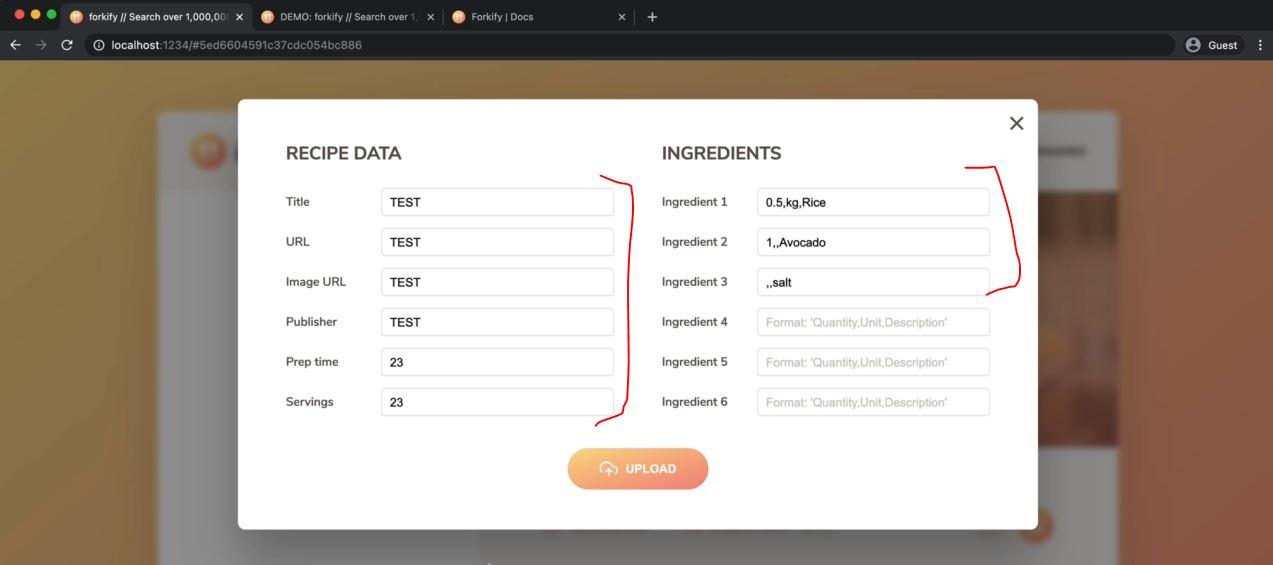 forkify // Search over 1,000,00
DEMO: forkify // Search over 1,
Forkify | Docs
localhost:1234/#5ed6604591c37cdc054bc886
Guest
RECIPE DATA
Title
TEST
URL
TEST
Image URL
TEST
Publisher
TEST
Prep time
23
Servings
23
INGREDIENTS
Ingredient 1
0.5,kg,Rice
Ingredient 2
1,,Avocado
Ingredient 3
,,salt
Ingredient 4
Format: 'Quantity,Unit,Description'
Ingredient 5
Format: 'Quantity,Unit,Description'
Ingredient 6
Format: 'Quantity,Unit,Description'
UPLOAD